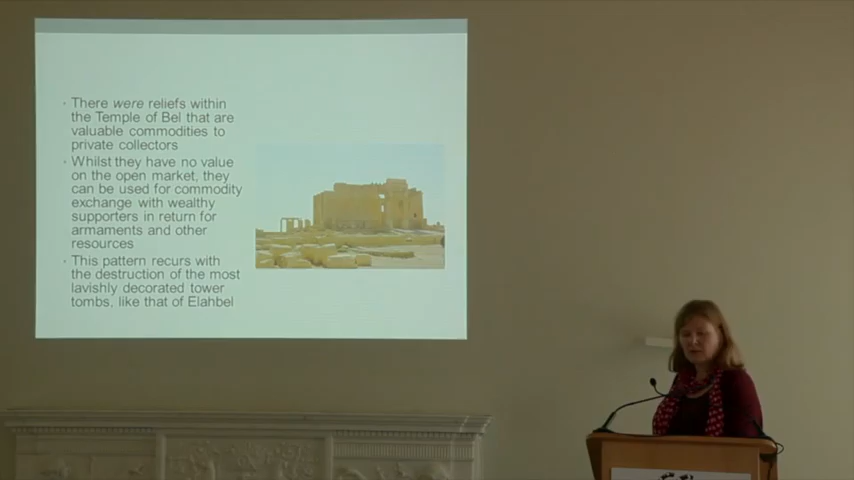 · There were reliefs within
the Temple of Bel that are
valuable commodities to
private collectors
· Whilst they have no value
on the open market, they
can be used for commodity
exchange with wealthy
supporters in return for
armaments and other
resources
· This pattern recurs with
the destruction of the most
lavishly decorated tower
tombs, like that of Elahbel